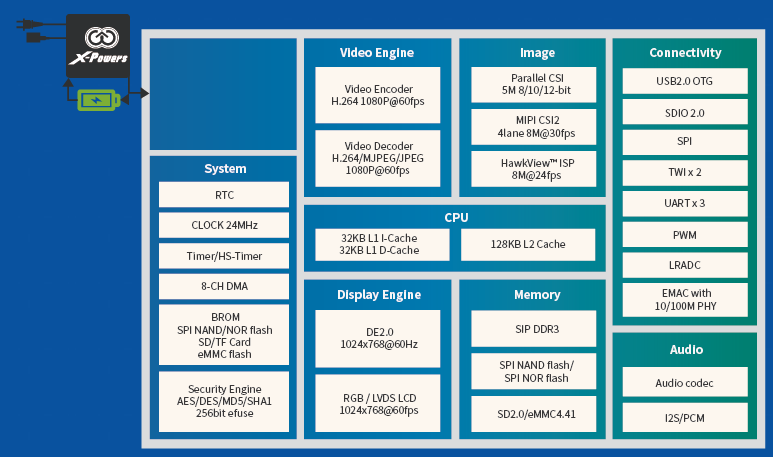 X-Powers
System
RTC
CLOCK 24MHz
Timer/HS-Timer
8-CH DMA
BROM
SPI NAND/NOR flash
SD/TF Card
eMMC flash
Security Engine
AES/DES/MD5/SHA1
256bit efuse
Video Engine
Video Encoder
H.264 1080P@60fps
Video Decoder
H.264/MJPEG/JPEG
1080P@60fps
Image
Parallel CSI
5M 8/10/12-bit
MIPI CSI2
4lane 8M@30fps
HawkView™ ISP
8M@24fps
CPU
32KB L1 I-Cache
32KB L1 D-Cache
128KB L2 Cache
Display Engine
DE2.0
1024x768@60Hz
RGB / LVDS LCD
1024x768@60fps
Memory
SIP DDR3
SPI NAND flash/
SPI NOR flash
SD2.0/eMMC4.41
Connectivity
USB2.0 OTG
SDIO 2.0
SPI
TWI x 2
UART x 3
PWM
LRADC
EMAC with
10/100M PHY
Audio
Audio codec
I2S/PCM